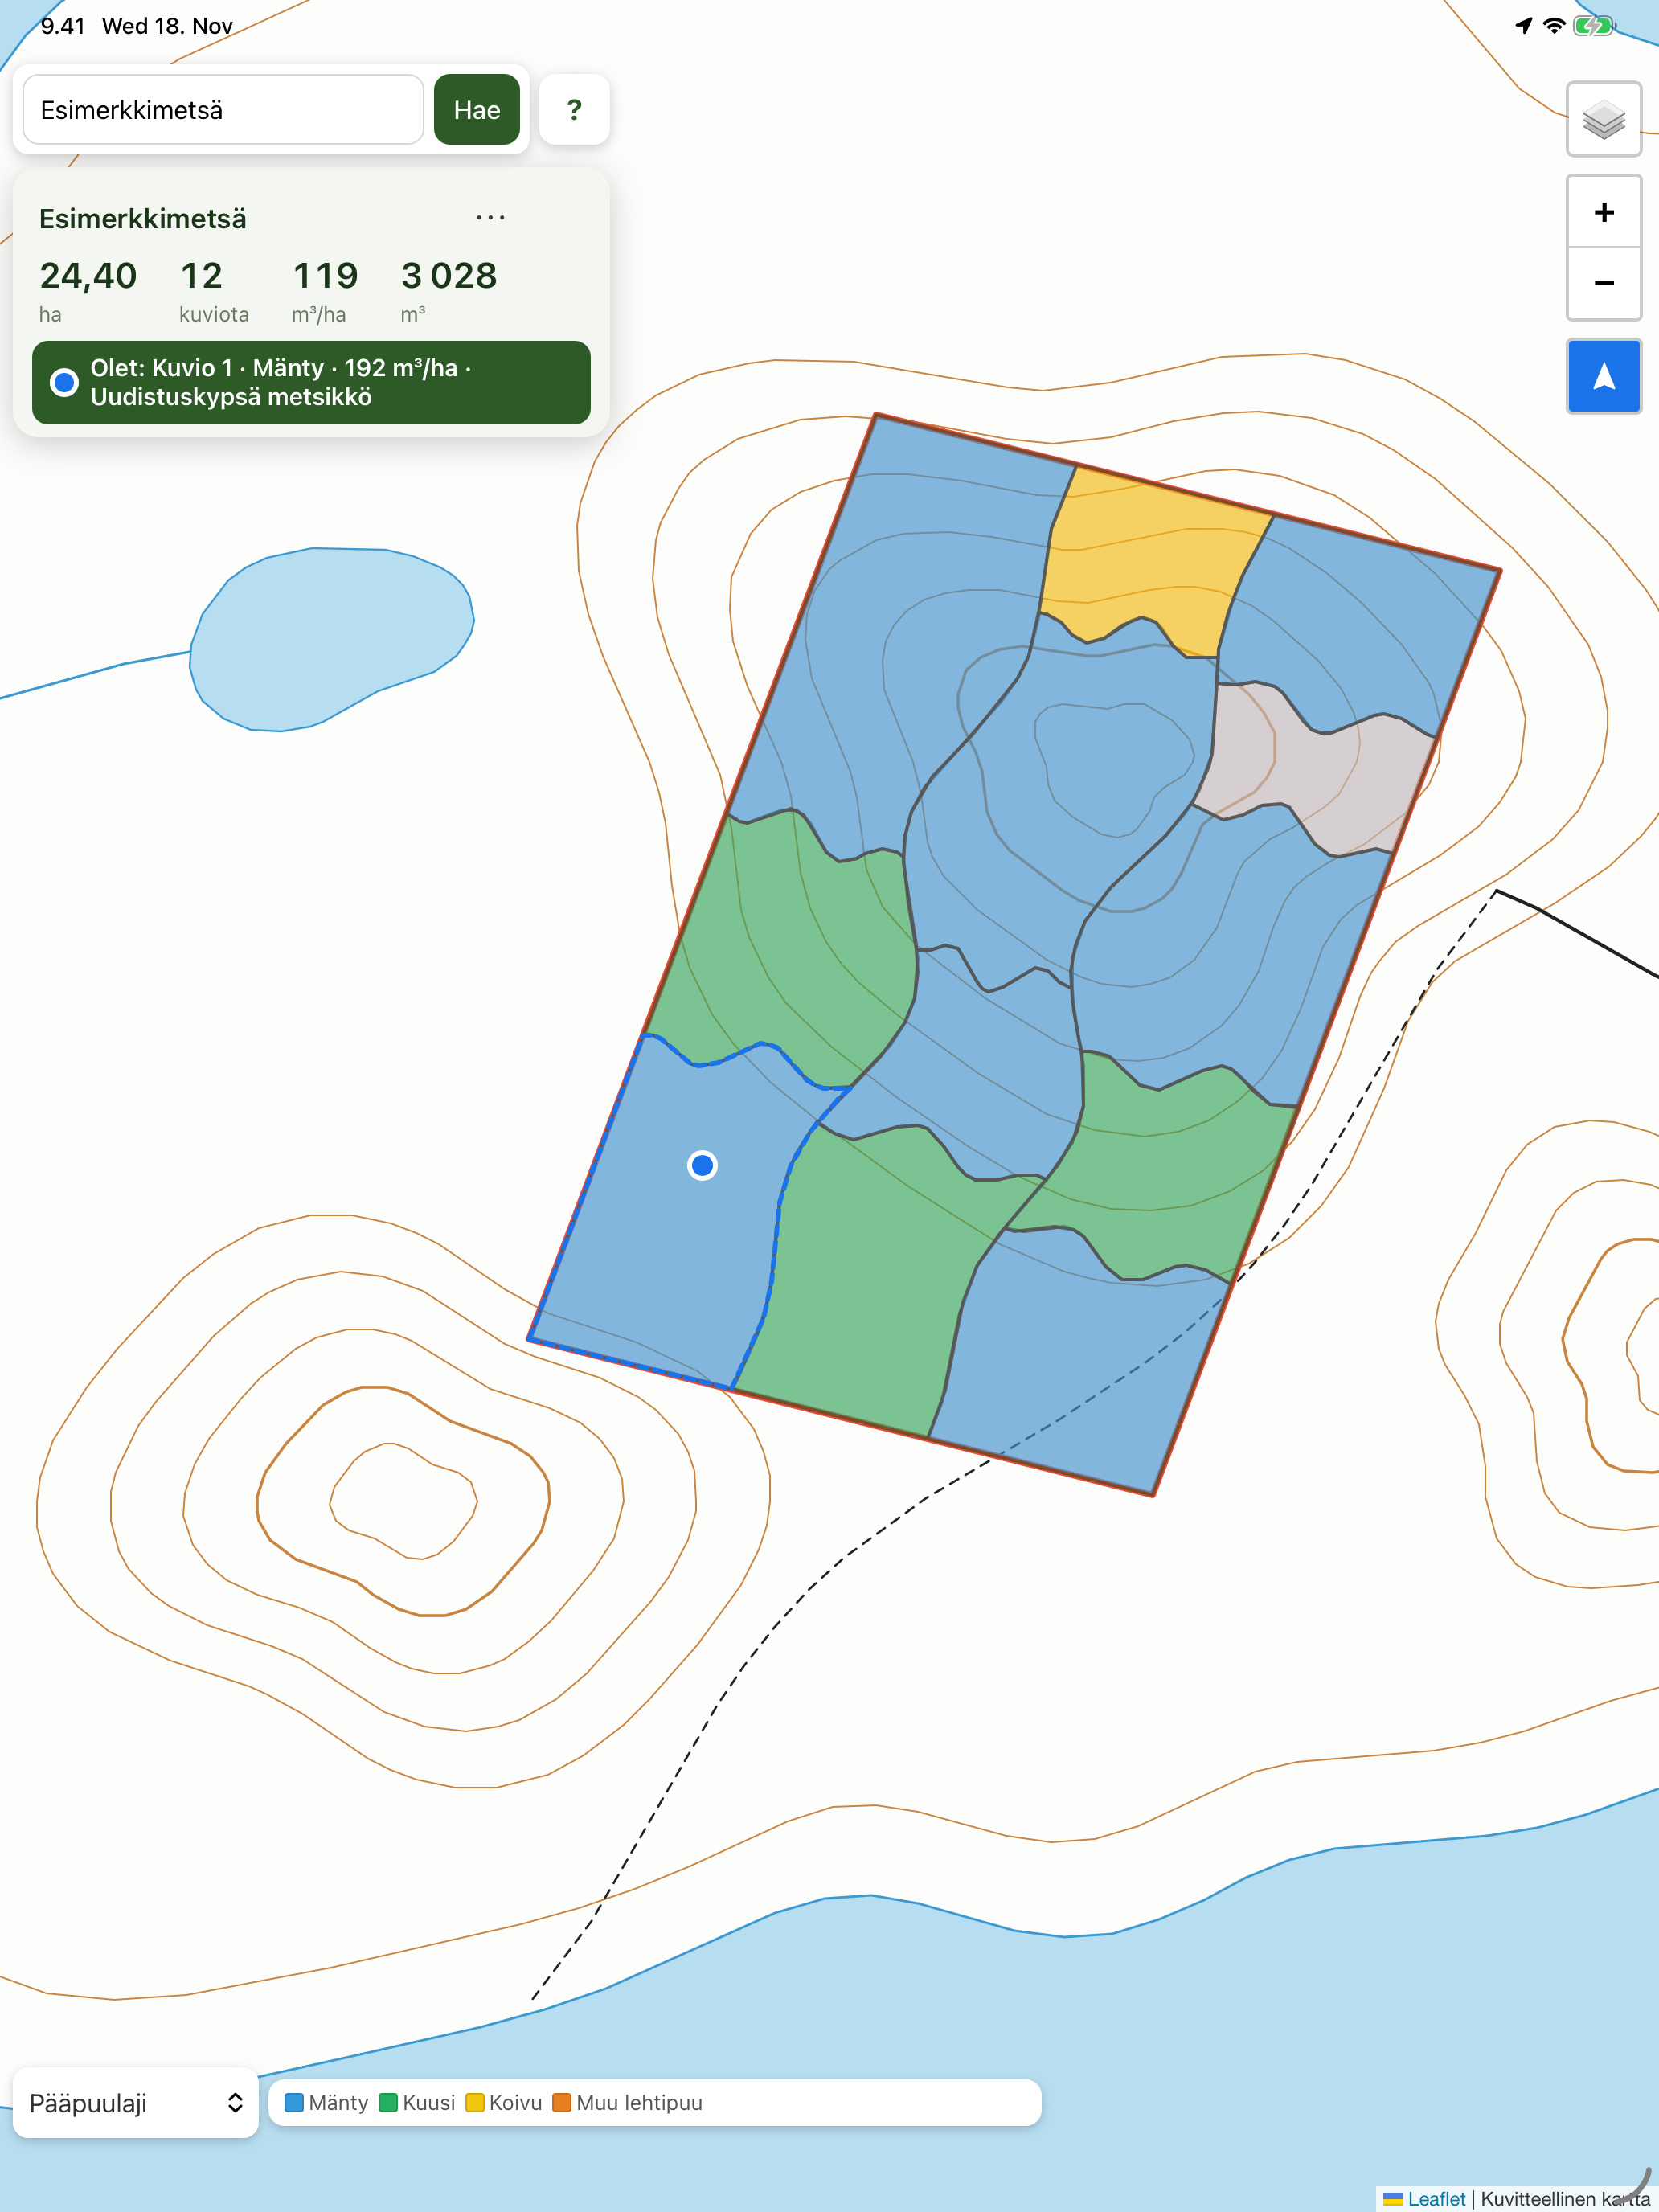 9.41 Wed 18. Nov
Esimerkkimetsä
Hae
?
Esimerkkimetsä
...
24,40 12 119 3 028
ha kuviota m³/ha m³
Olet: Kuvio 1 · Mänty · 192 m³/ha ·
Uudistuskypsä metsikkö
+
−
Pääpuulaji
Mänty Kuusi Koivu Muu lehtipuu
Leaflet | Kuvitteellinen kartta